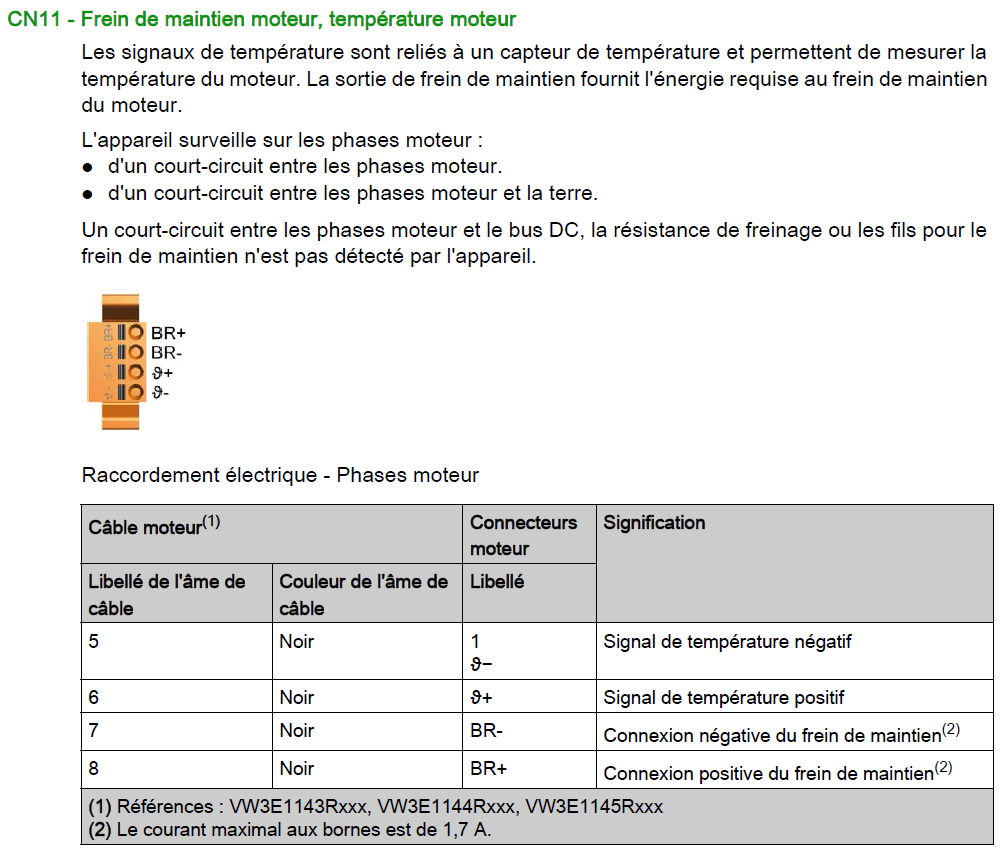 CN11 - Frein de maintien moteur, température moteur
Les signaux de température sont reliés à un capteur de température et permettent de mesurer la
température du moteur. La sortie de frein de maintien fournit l'énergie requise au frein de maintien
du moteur.
L'appareil surveille sur les phases moteur :
● d'un court-circuit entre les phases moteur.
● d'un court-circuit entre les phases moteur et la terre.
Un court-circuit entre les phases moteur et le bus DC, la résistance de freinage ou les fils pour le
frein de maintien n'est pas détecté par l'appareil.
BR+ BR+
BR- BR-
ϑ+ ϑ+
ϑ- ϑ-
Raccordement électrique - Phases moteur
Câble moteur(1)
Connecteurs
moteur
Signification
Libellé de l'âme de
câble
Couleur de l'âme de
câble
Libellé
5 Noir 1 Signal de température négatif
ϑ−
6 Noir ϑ+ Signal de température positif
7 Noir BR- Connexion négative du frein de maintien(2)
8 Noir BR+ Connexion positive du frein de maintien(2)
(1) Références : VW3E1143Rxxx, VW3E1144Rxxx, VW3E1145Rxxx
(2) Le courant maximal aux bornes est de 1,7 A.